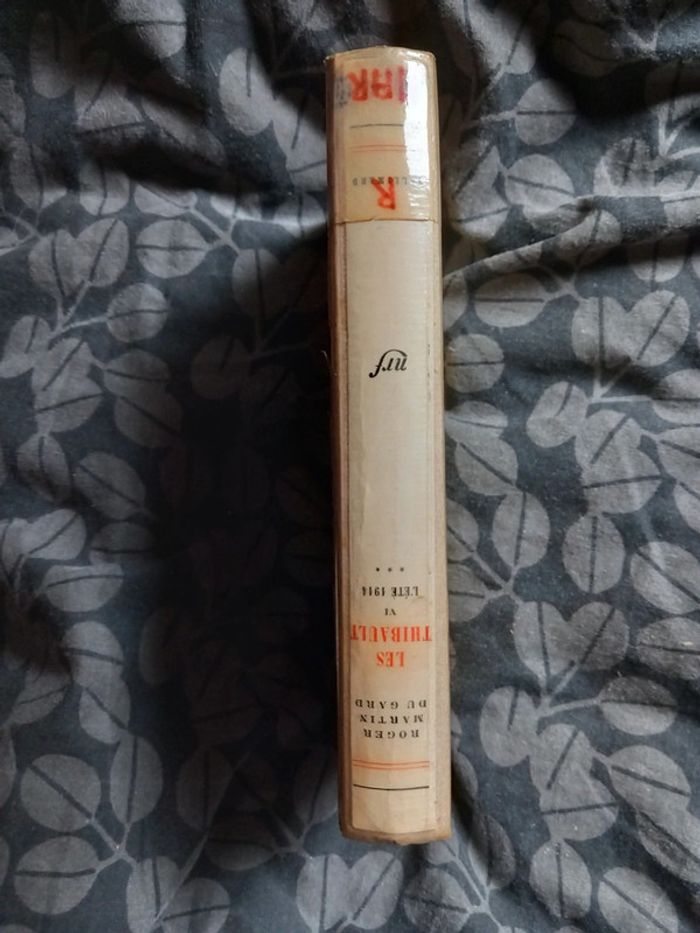 ROGER
MARTIN
DU GARD
LES
THIBAULT
VI
L'ÉTÉ 1914
***
nrf
R